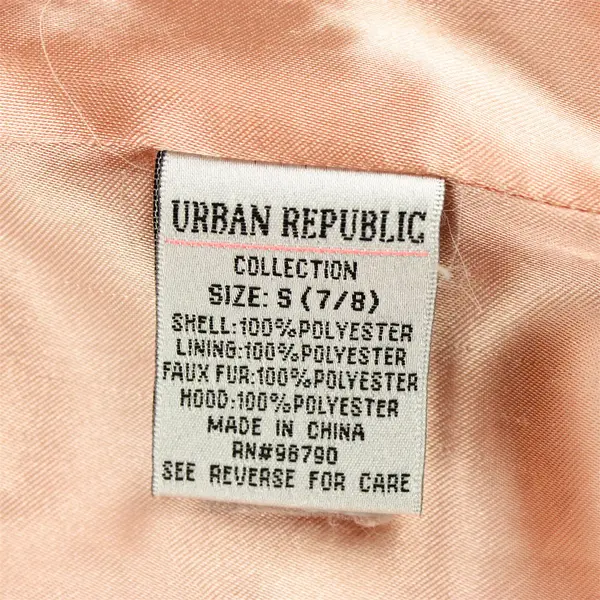 URBAN REPUBLIC
COLLECTION
SIZE: S (7/8)
SHELL:100%POLYESTER
LINING:100%POLYESTER
FAUX FUR:100%POLYESTER
HOOD:100%POLYESTER
MADE IN CHINA
RN#96790
SEE REVERSE FOR CARE